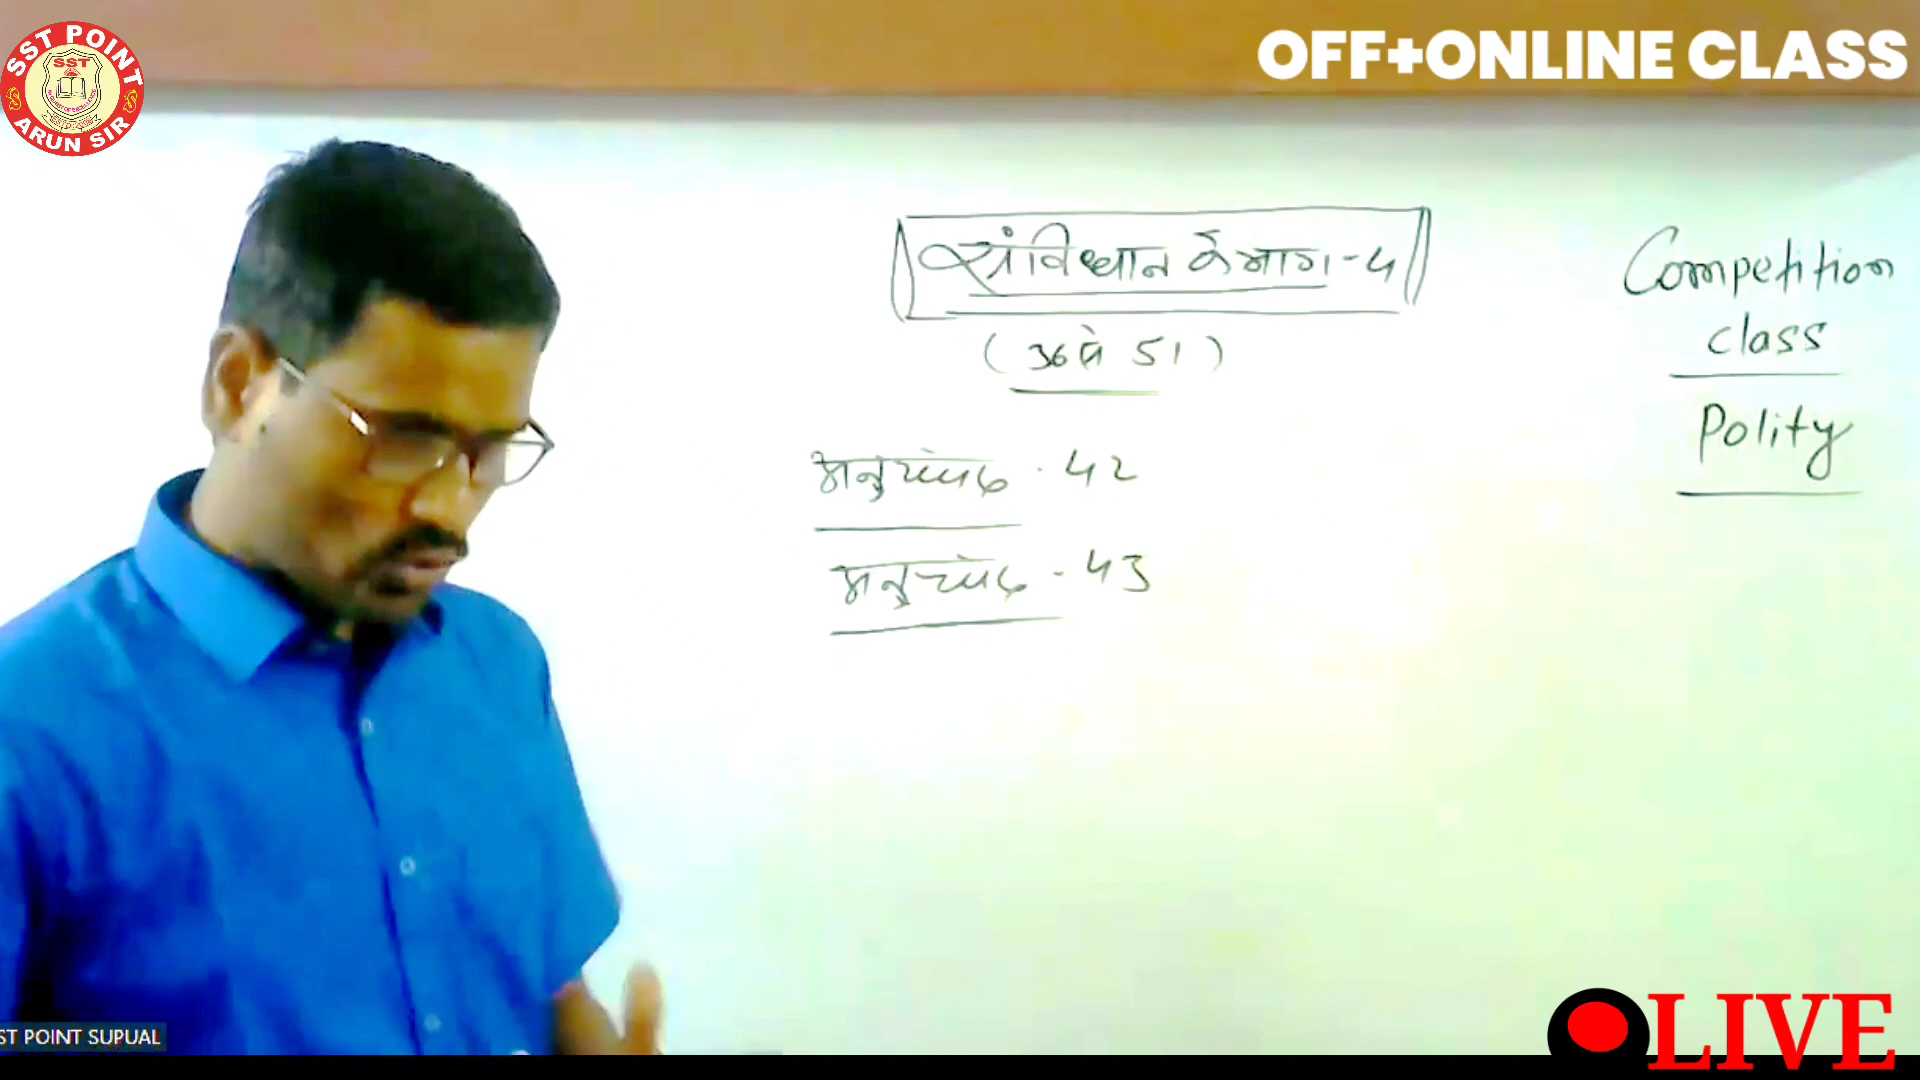 SST POINT
SST
ARUN SIR
OFF+ONLINE CLASS
संविधान के भाग-4
(36 से 51)
अनुच्छेद - 42
अनुच्छेद - 43
Competition
class
Polity
ST POINT SUPUAL
LIVE